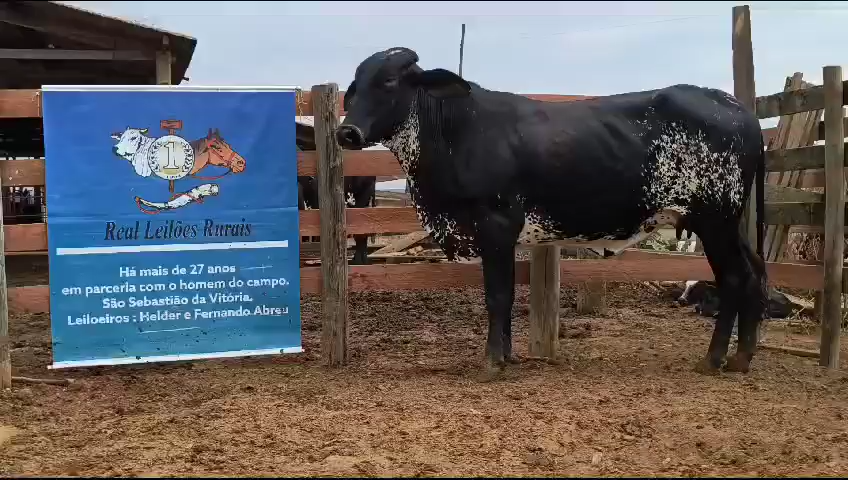 1
Real Leilões Rurais
Há mais de 27 anos
em parceria com o homem do campo.
São Sebastião da Vitória.
Leiloeiros : Helder e Fernando Abreu